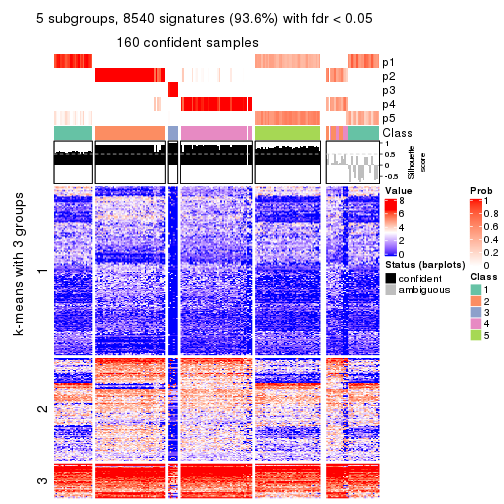 5 subgroups, 8540 signatures (93.6%) with fdr < 0.05
160 confident samples
p1
p2
p3
p4
p5
Class
1
0.5
0
-0.5
Silhouette
score
k-means with 3 groups
1
2
3
Value
8
6
4
2
0
Status (barplots)
confident
ambiguous
Prob
1
0.8
0.6
0.4
0.2
0
Class
1
2
3
4
5